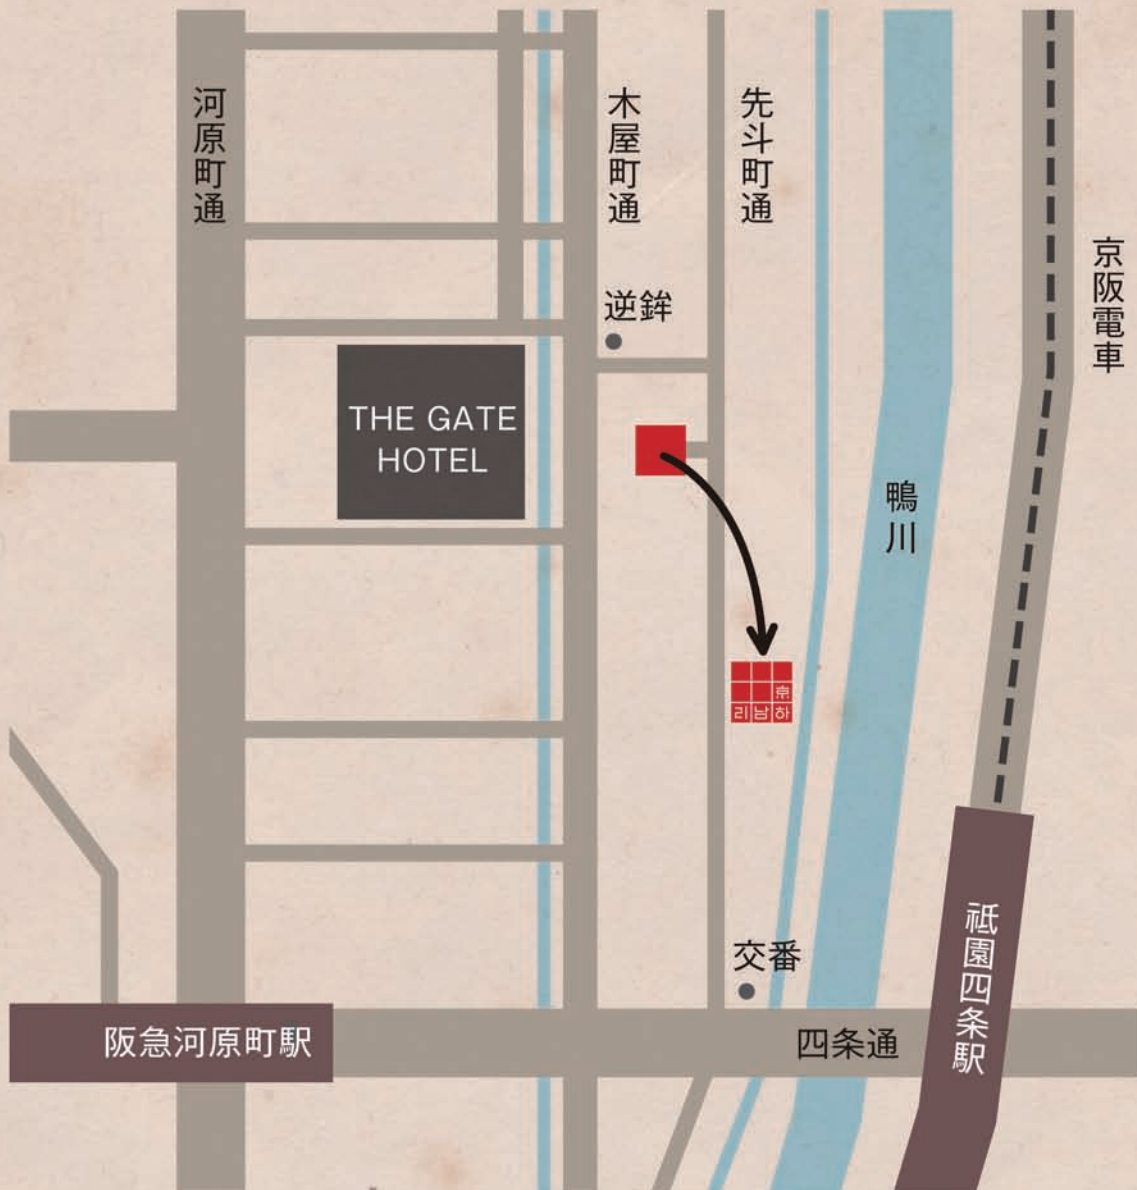 河原町通
木屋町通
先斗町通
京阪電車
逆鉾
THE GATE
HOTEL
鴨川
京
리남하
交番
祇園四条駅
阪急河原町駅
四条通